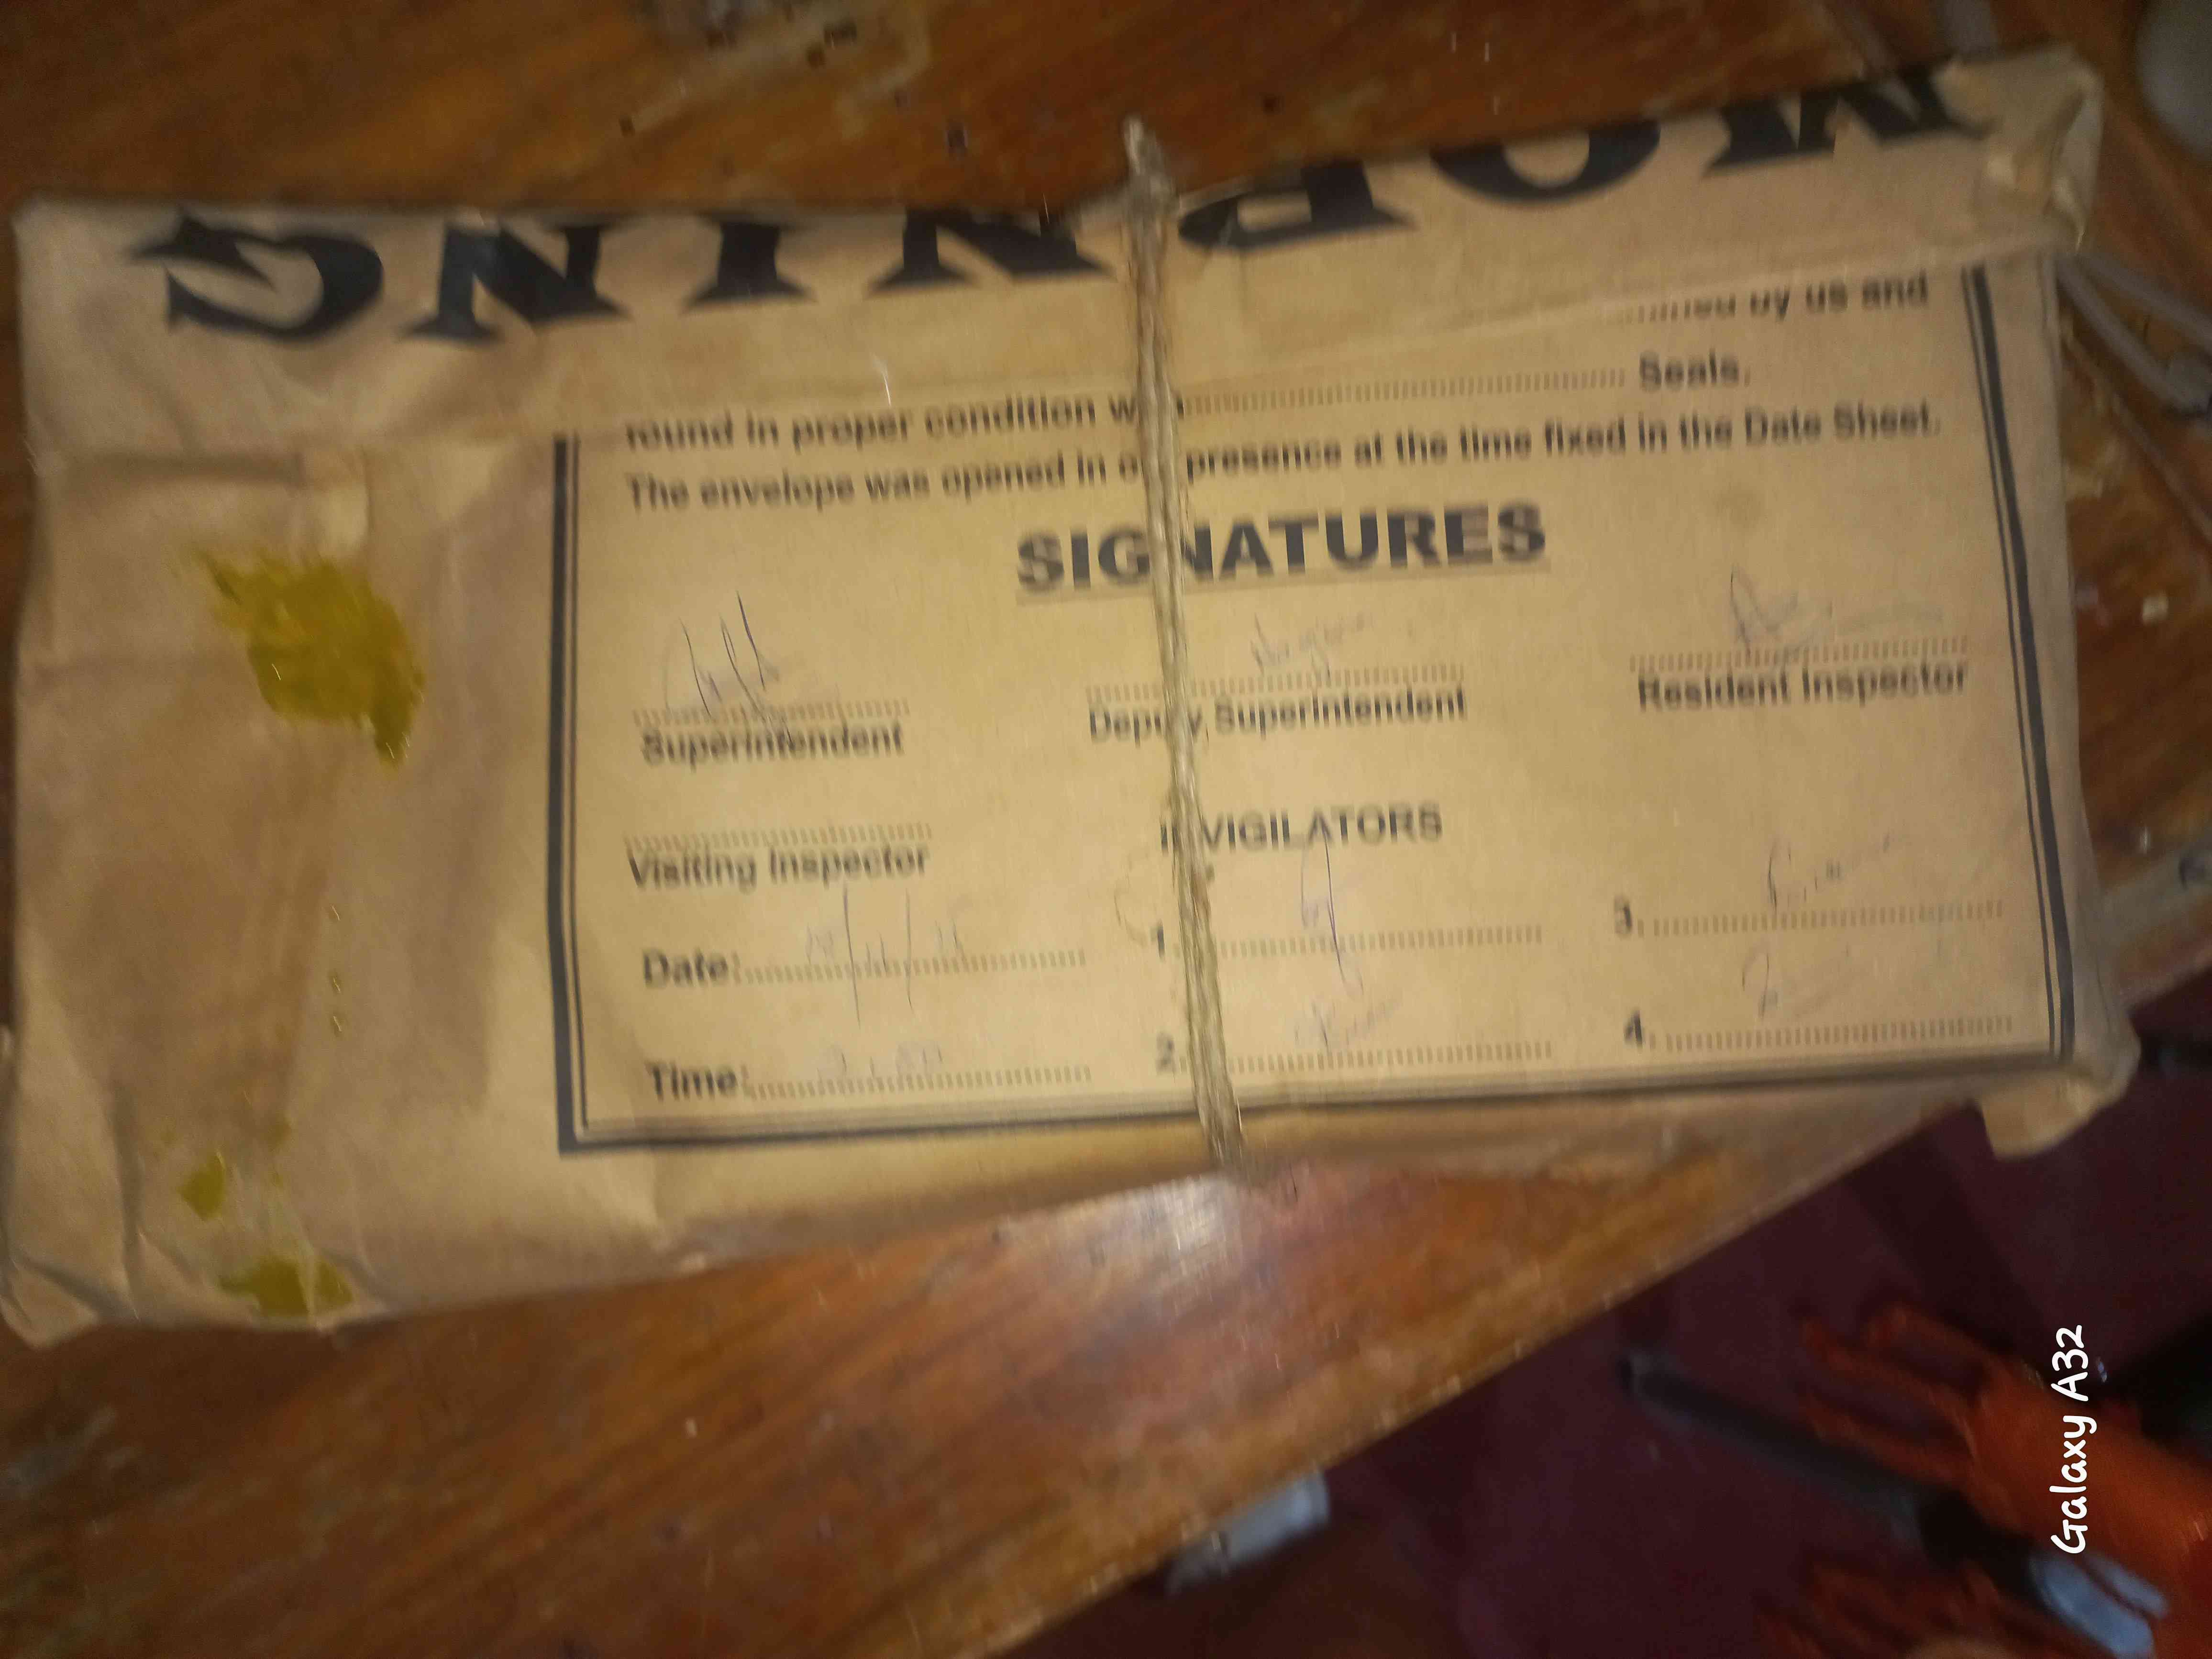 MORNING
by us and
found in proper condition Seals.
The envelope was opened in presence at the time fixed in the Date Sheet.
SIGNATURES
Superintendent Deputy Superintendent Resident Inspector
Visiting Inspector INVIGILATORS
Date: 1. 3.
Time: 2. 4.
Galaxy A32